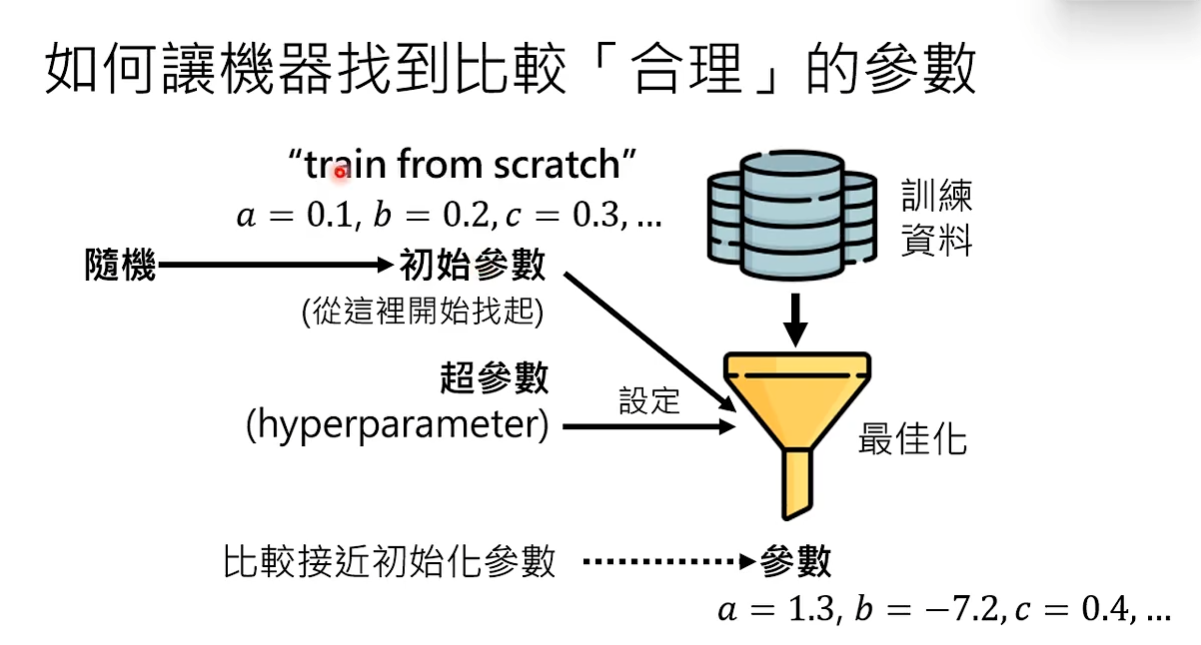 如何讓機器找到比較「合理」的參數
“train from scratch”
a = 0.1, b = 0.2, c = 0.3, …
隨機
初始參數
(從這裡開始找起)
訓練
資料
超參數
(hyperparameter)
設定
最佳化
比較接近初始化參數
參數
a = 1.3, b = −7.2, c = 0.4, …